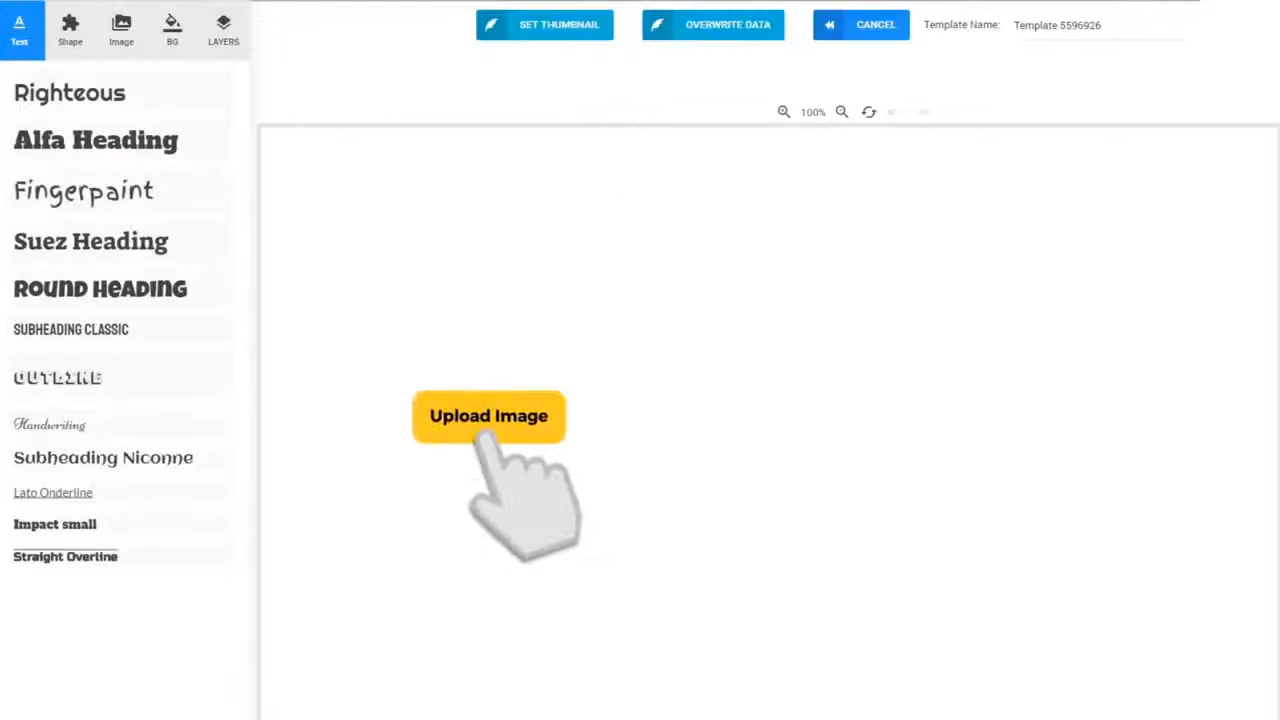 A
Text
Shape
Image
BG
LAYERS
SET THUMBNAIL
OVERWRITE DATA
CANCEL
Template Name:
Template 5596926
100%
Righteous
Alfa Heading
Fingerpaint
Suez Heading
ROUND HEADING
SUBHEADING CLASSIC
OUTLINE
Handwriting
Subheading Niconne
Lato Onderline
Impact small
Straight Overline
Upload Image